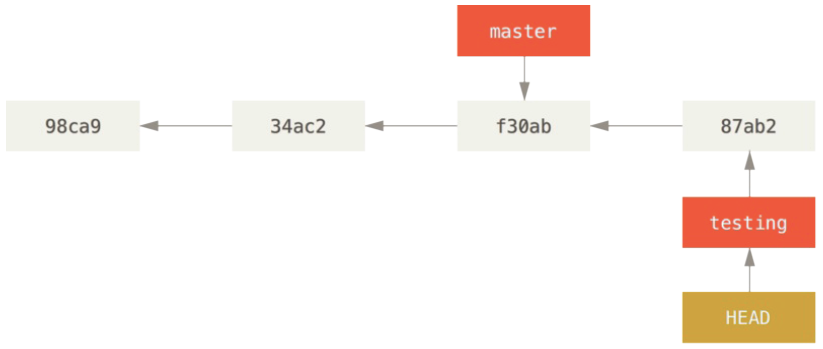 master
98ca9
34ac2
f30ab
87ab2
testing
HEAD